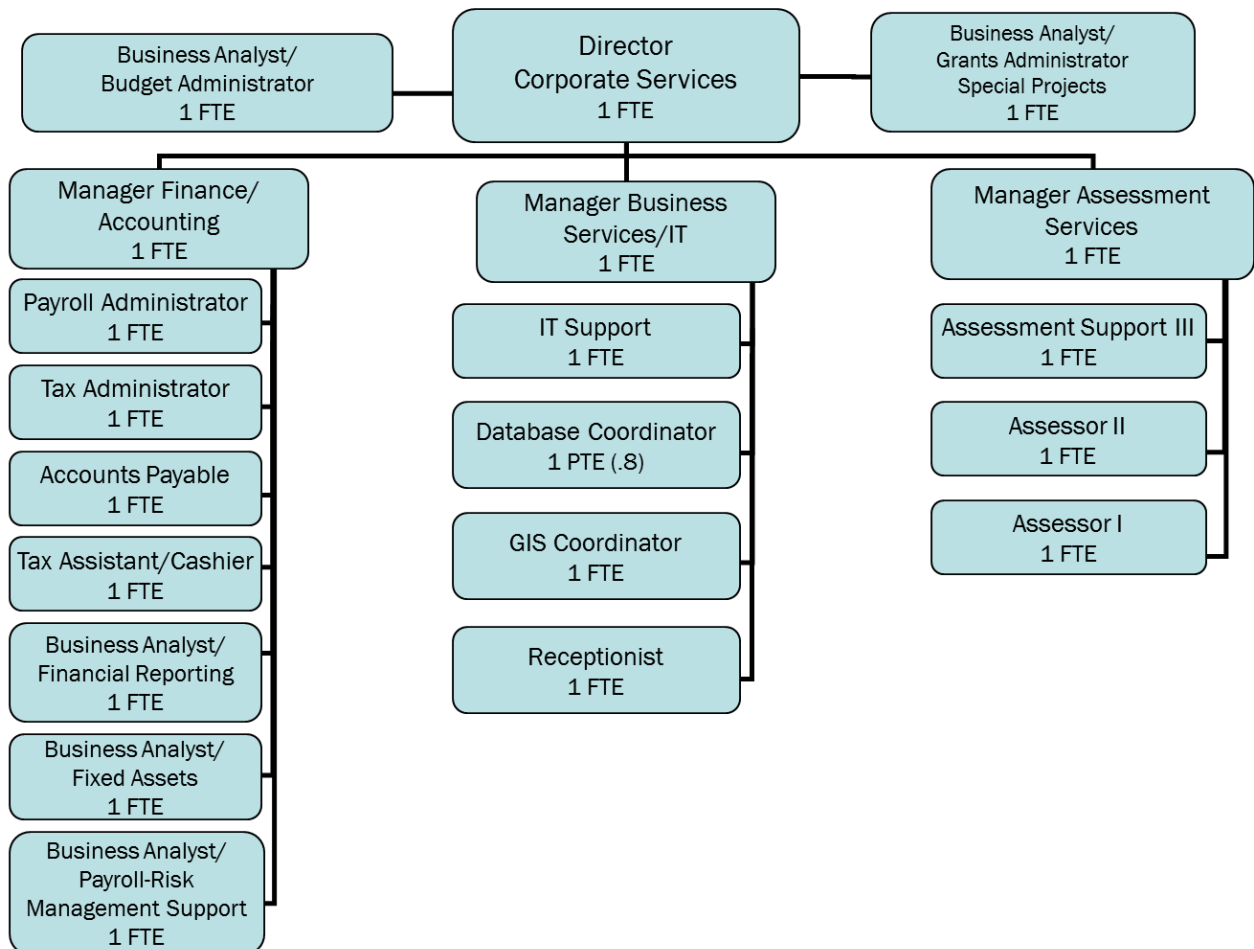 Business Analyst/
Budget Administrator
1 FTE
Director
Corporate Services
1 FTE
Business Analyst/
Grants Administrator
Special Projects
1 FTE
Manager Finance/
Accounting
1 FTE
Payroll Administrator
1 FTE
Tax Administrator
1 FTE
Accounts Payable
1 FTE
Tax Assistant/Cashier
1 FTE
Business Analyst/
Financial Reporting
1 FTE
Business Analyst/
Fixed Assets
1 FTE
Business Analyst/
Payroll-Risk
Management Support
1 FTE
Manager Business
Services/IT
1 FTE
IT Support
1 FTE
Database Coordinator
1 PTE (.8)
GIS Coordinator
1 FTE
Receptionist
1 FTE
Manager Assessment
Services
1 FTE
Assessment Support III
1 FTE
Assessor II
1 FTE
Assessor I
1 FTE